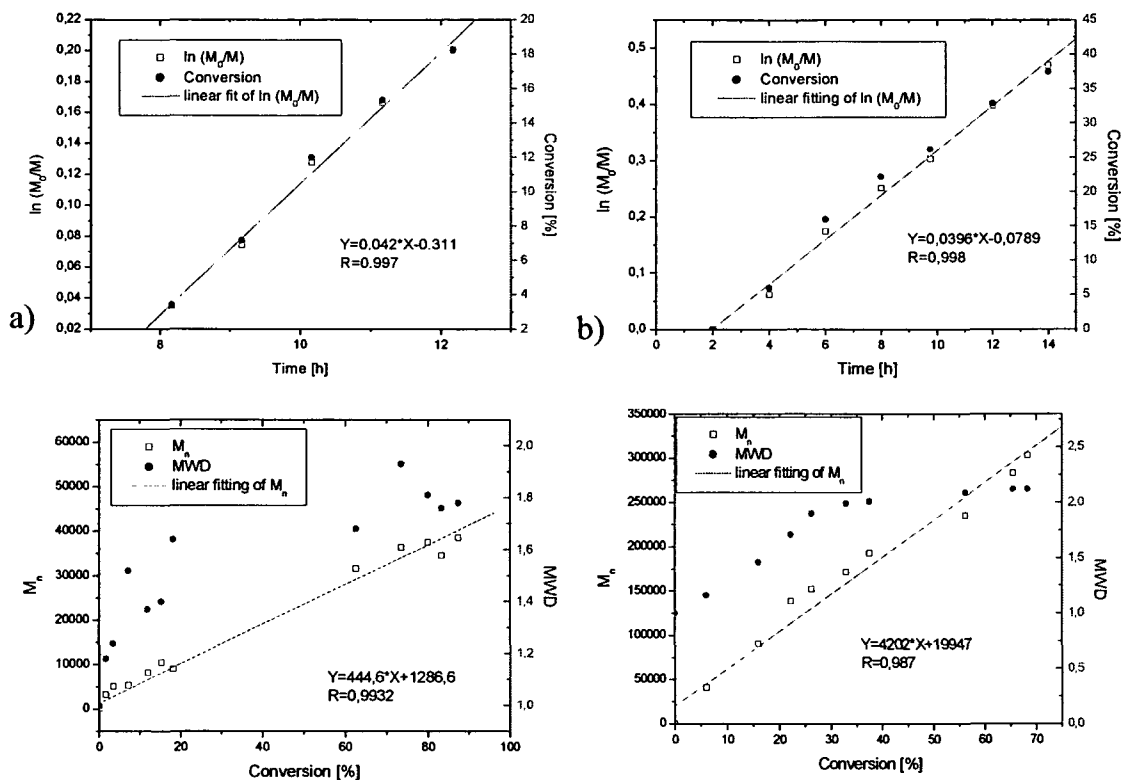 0,22
0,20
0,18
0,16
0,14
0,12
0,10
0,08
0,06
0,04
0,02
ln (M0/M)
ln (M0/M)
Conversion
linear fit of ln (M0/M)
Y=0.042*X-0.311
R=0.997
20
18
16
14
12
10
8
6
4
2
Conversion [%]
8
10
12
Time [h]
a)
0,5
0,4
0,3
0,2
0,1
0,0
ln (M0/M)
ln (M0/M)
Conversion
linear fitting of ln (M0/M)
Y=0,0396*X-0,0789
R=0,998
45
40
35
30
25
20
15
10
5
0
Conversion [%]
0
2
4
6
8
10
12
14
Time [h]
b)
60000
50000
40000
30000
20000
10000
0
Mn
Mn
MWD
linear fitting of Mn
Y=444,6*X+1286,6
R=0,9932
2,0
1,8
1,6
1,4
1,2
1,0
MWD
0
20
40
60
80
100
Conversion [%]
350000
300000
250000
200000
150000
100000
50000
0
Mn
Mn
MWD
linear fitting of Mn
Y=4202*X+19947
R=0,987
2,5
2,0
1,5
1,0
0,5
0,0
MWD
0
10
20
30
40
50
60
70
Conversion [%]